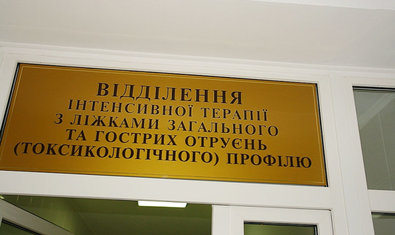 ВІДДІЛЕННЯ
ІНТЕНСИВНОЇ ТЕРАПІЇ
З ЛІЖКАМИ ЗАГАЛЬНОГО
ТА ГОСТРИХ ОТРУЄНЬ
(ТОКСИКОЛОГІЧНОГО) ПРОФІЛЮ